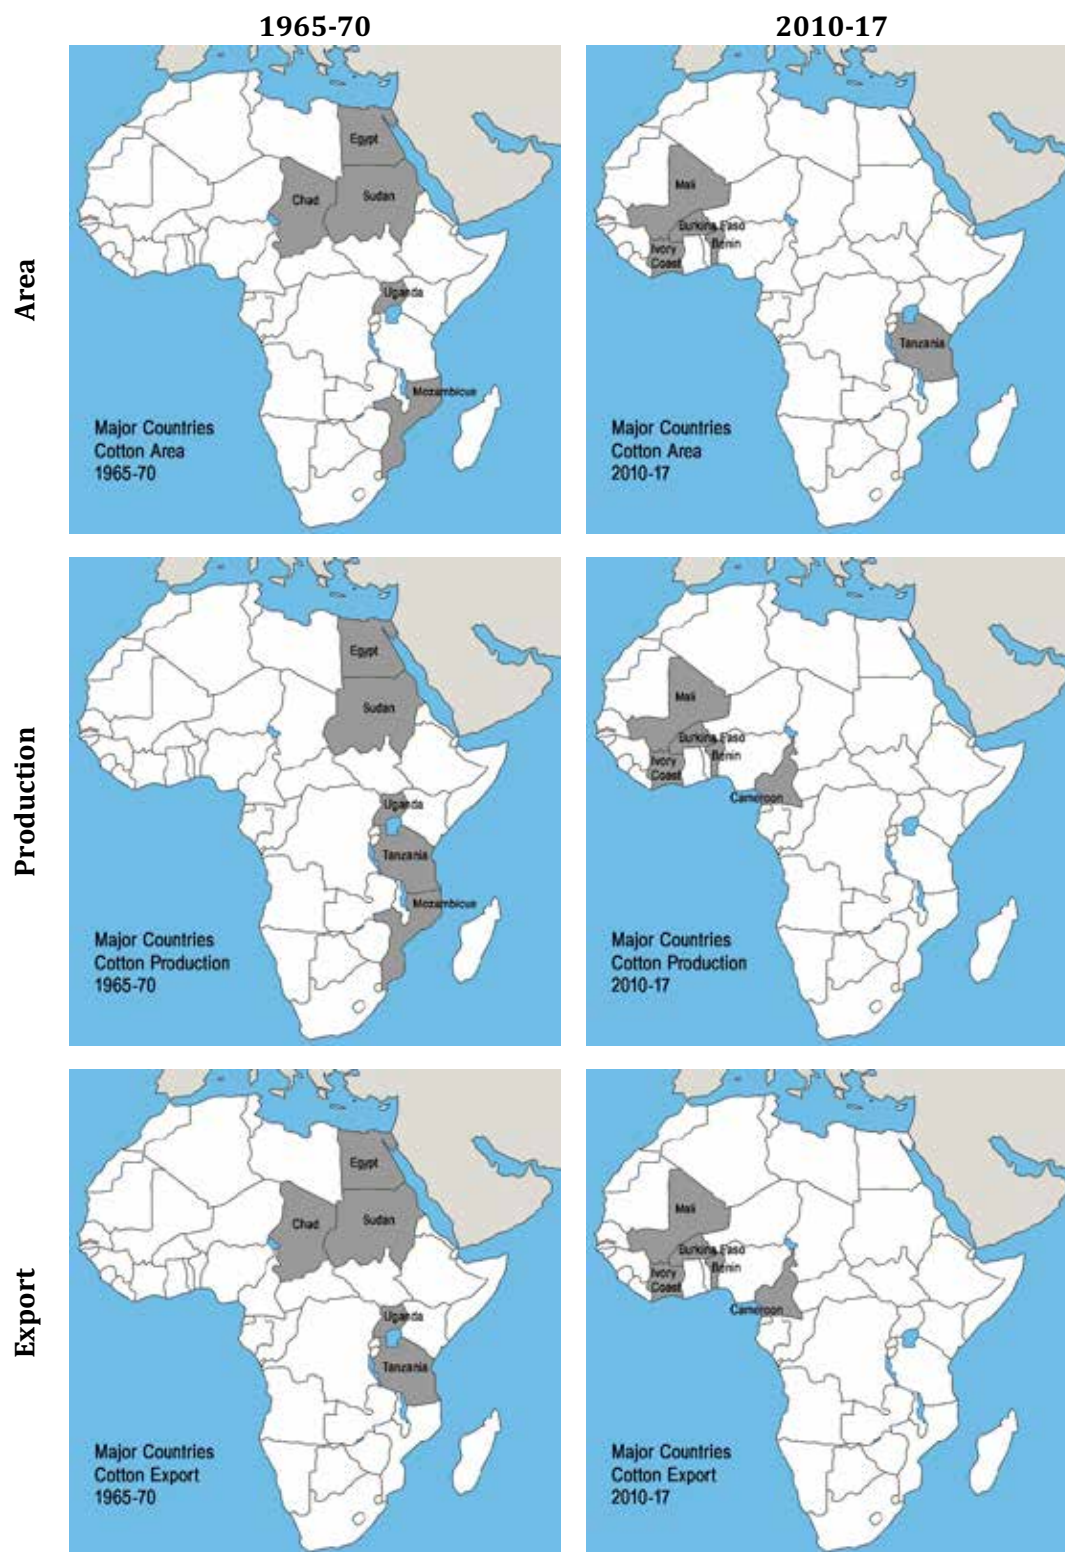 1965-70
2010-17
Area
Egypt
Chad
Sudan
Uganda
Mozambicue
Major Countries
Cotton Area
1965-70
Mali
Burkina Faso
Benin
Ivory
Coast
Tanzania
Major Countries
Cotton Area
2010-17
Production
Egypt
Sudan
Uganda
Tanzania
Mozambicue
Major Countries
Cotton Production
1965-70
Mali
Burkina Faso
Benin
Ivory
Coast
Cameroon
Major Countries
Cotton Production
2010-17
Export
Egypt
Chad
Sudan
Uganda
Tanzania
Major Countries
Cotton Export
1965-70
Mali
Burkina Faso
Benin
Ivory
Coast
Cameroon
Major Countries
Cotton Export
2010-17